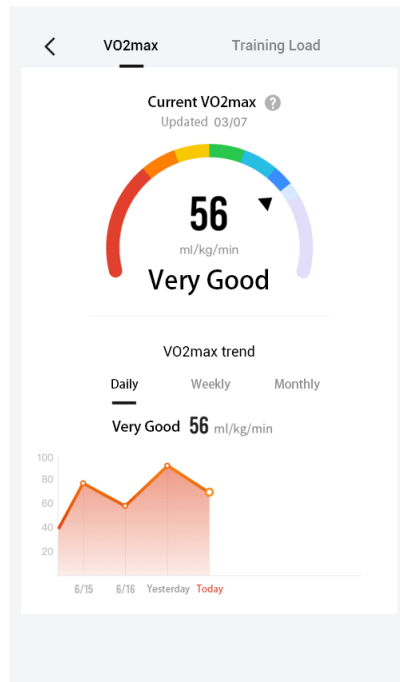 VO2max Training Load
Current VO2max ?
Updated 03/07
56
ml/kg/min
Very Good
VO2max trend
Daily Weekly Monthly
Very Good 56 ml/kg/min
100
80
60
40
20
6/15 6/16 Yesterday Today